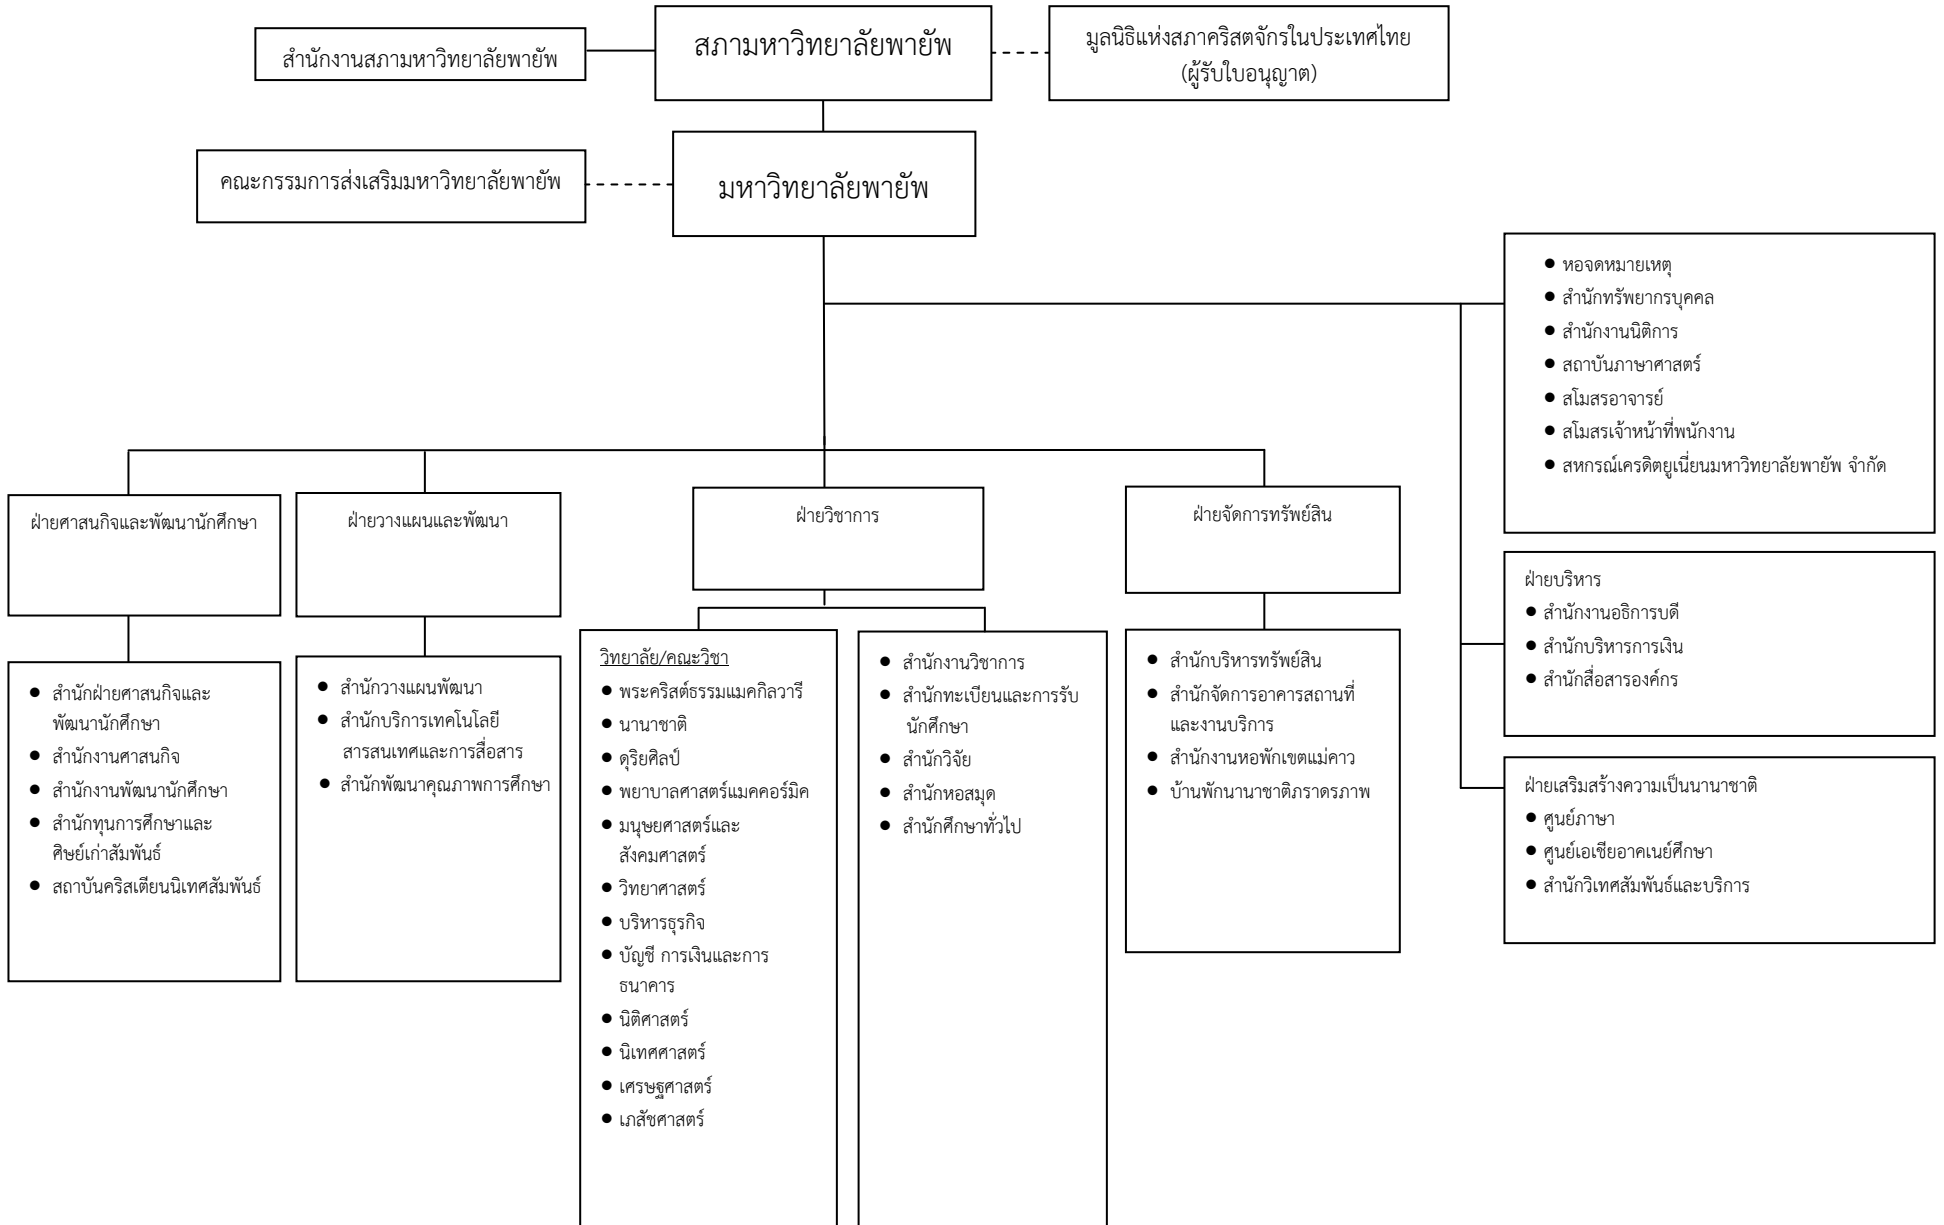 สภามหาวิทยาลัยพายัพ
สำนักงานสภามหาวิทยาลัยพายัพ
มูลนิธิแห่งสภาคริสตจักรในประเทศไทย
(ผู้รับใบอนุญาต)
คณะกรรมการส่งเสริมมหาวิทยาลัยพายัพ
มหาวิทยาลัยพายัพ
● หอจดหมายเหตุ
● สำนักทรัพยากรบุคคล
● สำนักงานนิติการ
● สถาบันภาษาศาสตร์
● สโมสรอาจารย์
● สโมสรเจ้าหน้าที่พนักงาน
● สหกรณ์เครดิตยูเนี่ยนมหาวิทยาลัยพายัพ จำกัด
ฝ่ายบริหาร
● สำนักงานอธิการบดี
● สำนักบริหารการเงิน
● สำนักสื่อสารองค์กร
ฝ่ายเสริมสร้างความเป็นนานาชาติ
● ศูนย์ภาษา
● ศูนย์เอเชียอาคเนย์ศึกษา
● สำนักวิเทศสัมพันธ์และบริการ
ฝ่ายศาสนกิจและพัฒนานักศึกษา
● สำนักฝ่ายศาสนกิจและ
พัฒนานักศึกษา
● สำนักงานศาสนกิจ
● สำนักงานพัฒนานักศึกษา
● สำนักทุนการศึกษาและ
ศิษย์เก่าสัมพันธ์
● สถาบันคริสเตียนนิเทศสัมพันธ์
ฝ่ายวางแผนและพัฒนา
● สำนักวางแผนพัฒนา
● สำนักบริการเทคโนโลยี
สารสนเทศและการสื่อสาร
● สำนักพัฒนาคุณภาพการศึกษา
ฝ่ายวิชาการ
วิทยาลัย/คณะวิชา
● พระคริสต์ธรรมแมคกิลวารี
● นานาชาติ
● ดุริยศิลป์
● พยาบาลศาสตร์แมคคอร์มิค
● มนุษยศาสตร์และ
สังคมศาสตร์
● วิทยาศาสตร์
● บริหารธุรกิจ
● บัญชี การเงินและการ
ธนาคาร
● นิติศาสตร์
● นิเทศศาสตร์
● เศรษฐศาสตร์
● เภสัชศาสตร์
● สำนักงานวิชาการ
● สำนักทะเบียนและการรับ
นักศึกษา
● สำนักวิจัย
● สำนักหอสมุด
● สำนักศึกษาทั่วไป
ฝ่ายจัดการทรัพย์สิน
● สำนักบริหารทรัพย์สิน
● สำนักจัดการอาคารสถานที่
และงานบริการ
● สำนักงานหอพักเขตแม่คาว
● บ้านพักนานาชาติภราดรภาพ